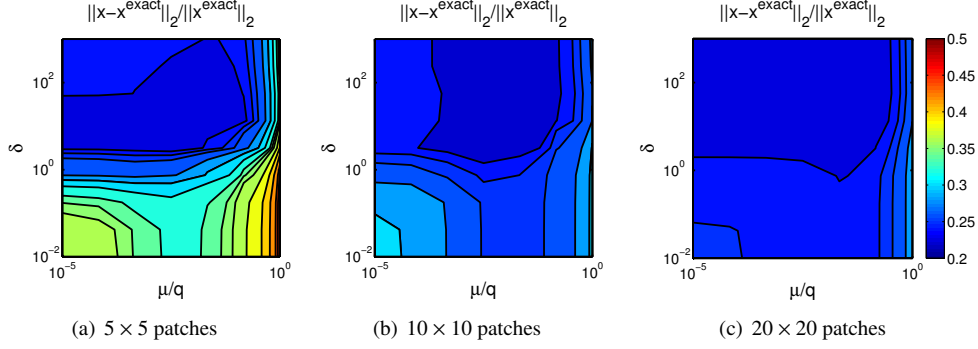 ||x−x^exact||_2/||x^exact||_2
||x−x^exact||_2/||x^exact||_2
||x−x^exact||_2/||x^exact||_2
δ
10^2
10^0
10^−2
10^−5
10^0
μ/q
δ
10^2
10^0
10^−2
10^−5
10^0
μ/q
δ
10^2
10^0
10^−2
10^−5
10^0
μ/q
0.5
0.45
0.4
0.35
0.3
0.25
0.2
(a) 5 × 5 patches
(b) 10 × 10 patches
(c) 20 × 20 patches